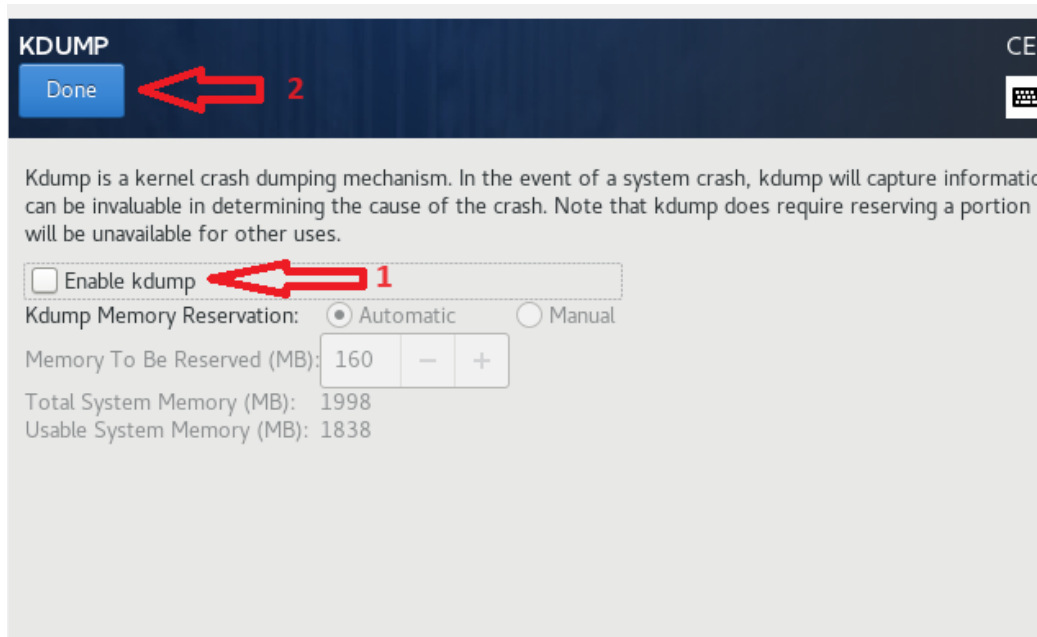 KDUMP
CE
Done
2
Kdump is a kernel crash dumping mechanism. In the event of a system crash, kdump will capture informatio
can be invaluable in determining the cause of the crash. Note that kdump does require reserving a portion
will be unavailable for other uses.
Enable kdump 1
Kdump Memory Reservation: Automatic Manual
Memory To Be Reserved (MB): 160 − +
Total System Memory (MB): 1998
Usable System Memory (MB): 1838